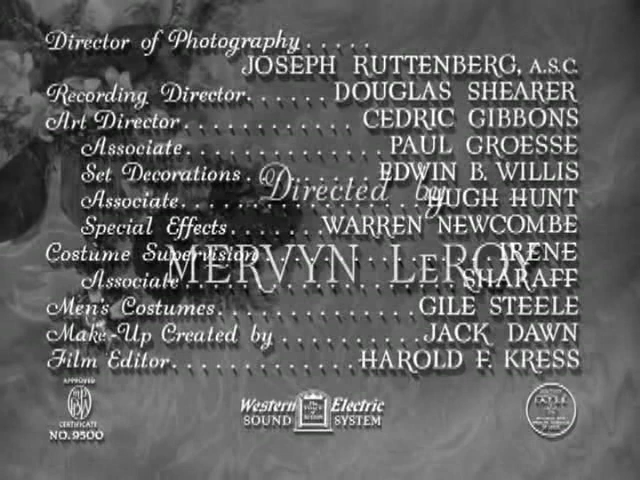 Director of Photography.....
JOSEPH RUTTENBERG, A.S.C.
Recording Director......DOUGLAS SHEARER
Art Director............CEDRIC GIBBONS
Associate..............PAUL GROESSE
Set Decorations.........EDWIN B. WILLIS
Directed by
Associate..................HUGH HUNT
Special Effects.......WARREN NEWCOMBE
Costume Supervision................IRENE
MERVYN LEROY
Associate....................SHARAFF
Men's Costumes.............GILE STEELE
Make-Up Created by.........JACK DAWN
Film Editor.............HAROLD F. KRESS
APPROVED
CERTIFICATE
NO. 9500
Western Electric
SOUND SYSTEM